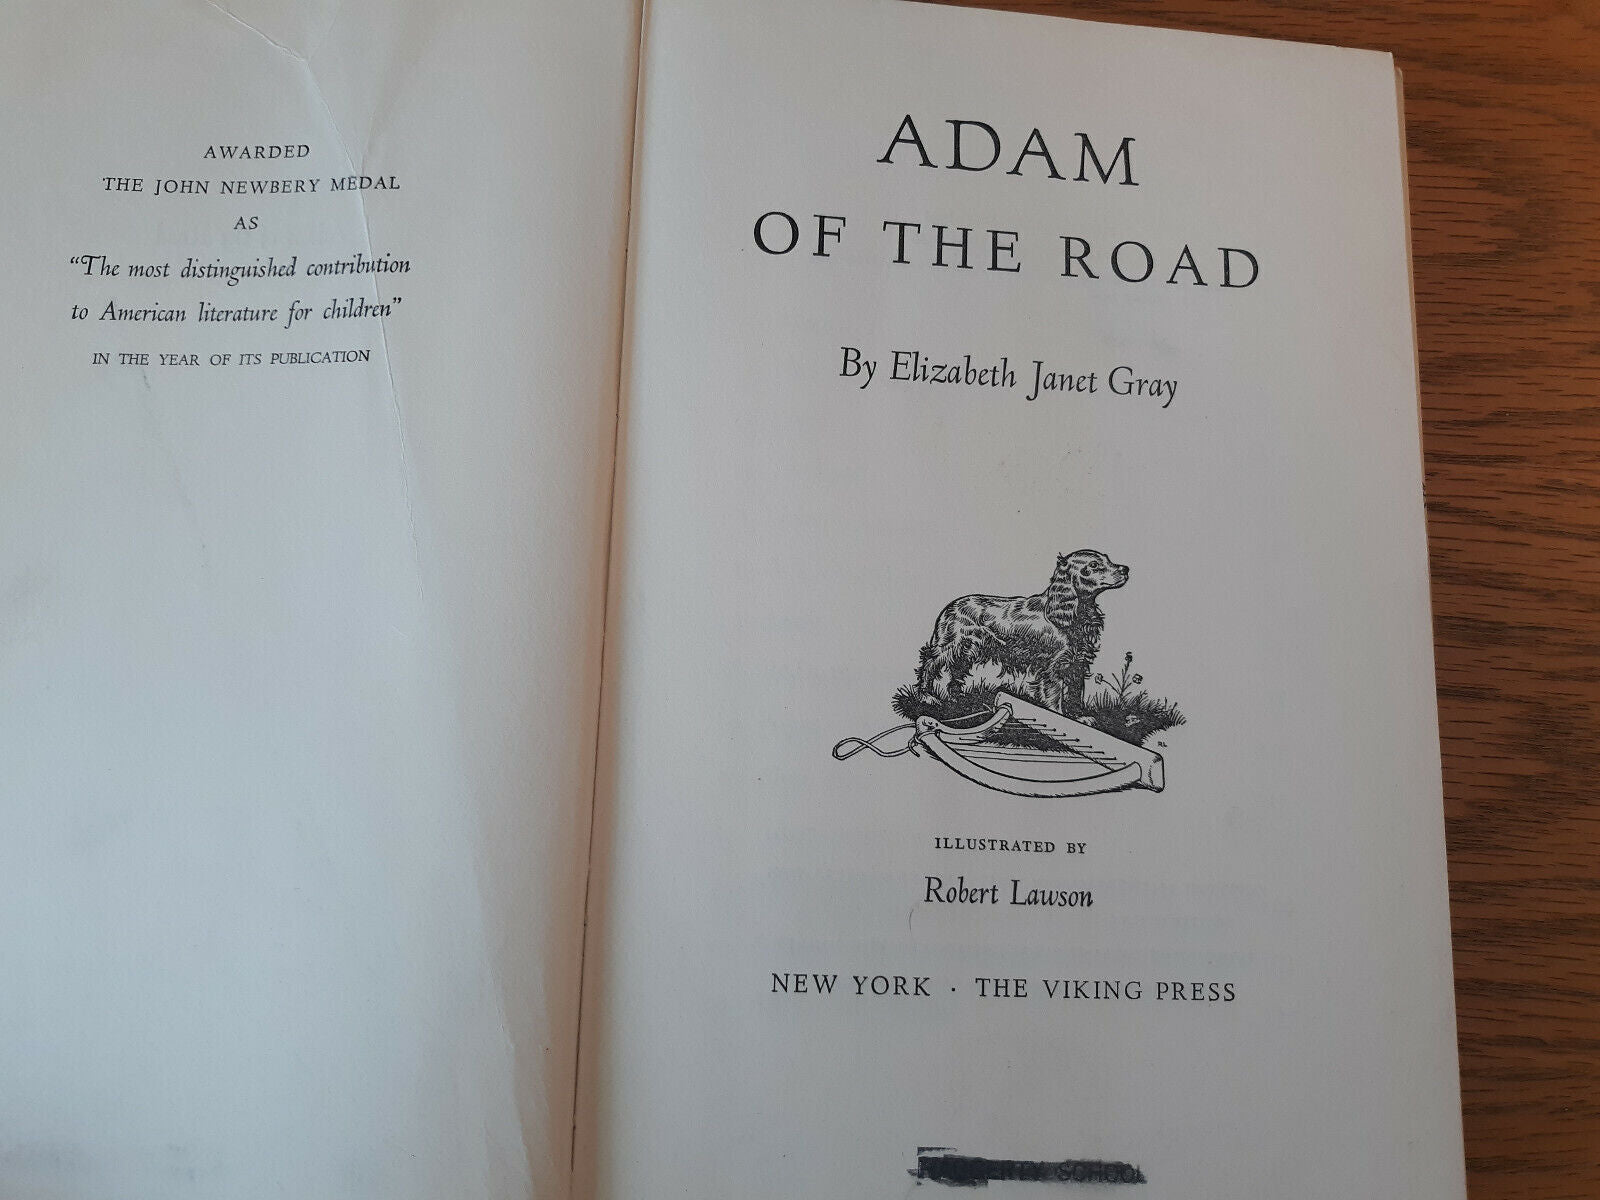 AWARDED
THE JOHN NEWBERY MEDAL
AS
“The most distinguished contribution
to American literature for children”
IN THE YEAR OF ITS PUBLICATION
ADAM
OF THE ROAD
By Elizabeth Janet Gray
RL
ILLUSTRATED BY
Robert Lawson
NEW YORK · THE VIKING PRESS
SCHOOL